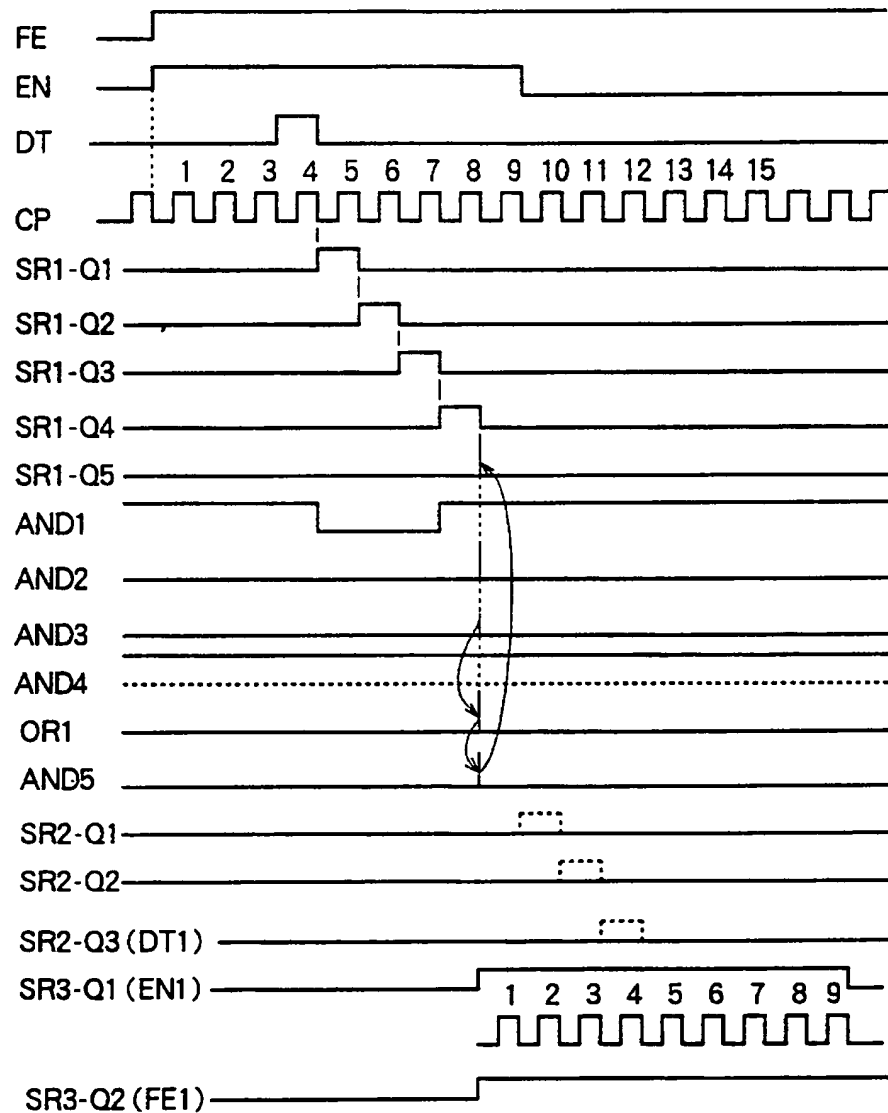 FE
EN
DT
1 2 3 4 5 6 7 8 9 10 11 12 13 14 15
CP
SR1-Q1
SR1-Q2
SR1-Q3
SR1-Q4
SR1-Q5
AND1
AND2
AND3
AND4
OR1
AND5
SR2-Q1
SR2-Q2
SR2-Q3 (DT1)
SR3-Q1 (EN1)
1 2 3 4 5 6 7 8 9
SR3-Q2 (FE1)